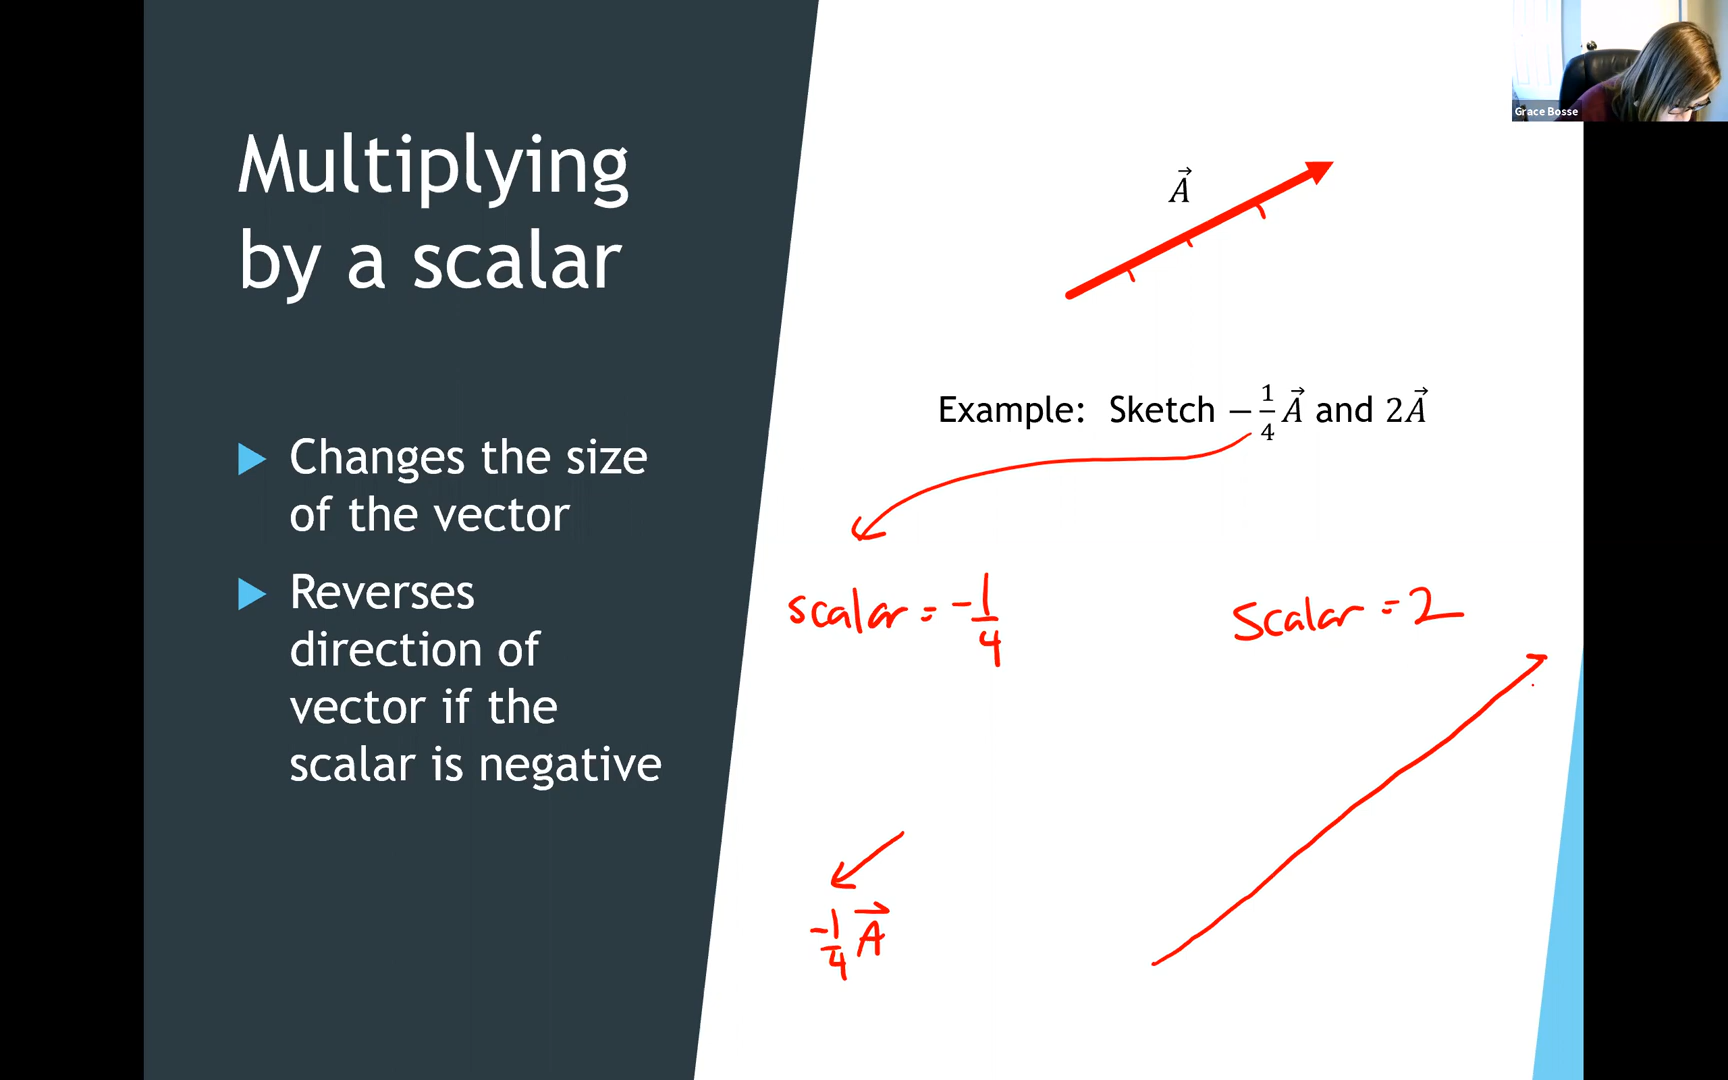 Grace Bosse
Multiplying
by a scalar
Changes the size
of the vector
Reverses
direction of
vector if the
scalar is negative
A⃗
Example: Sketch −1/4 A⃗ and 2A⃗
scalar = -1/4
scalar = 2
-1/4 A⃗